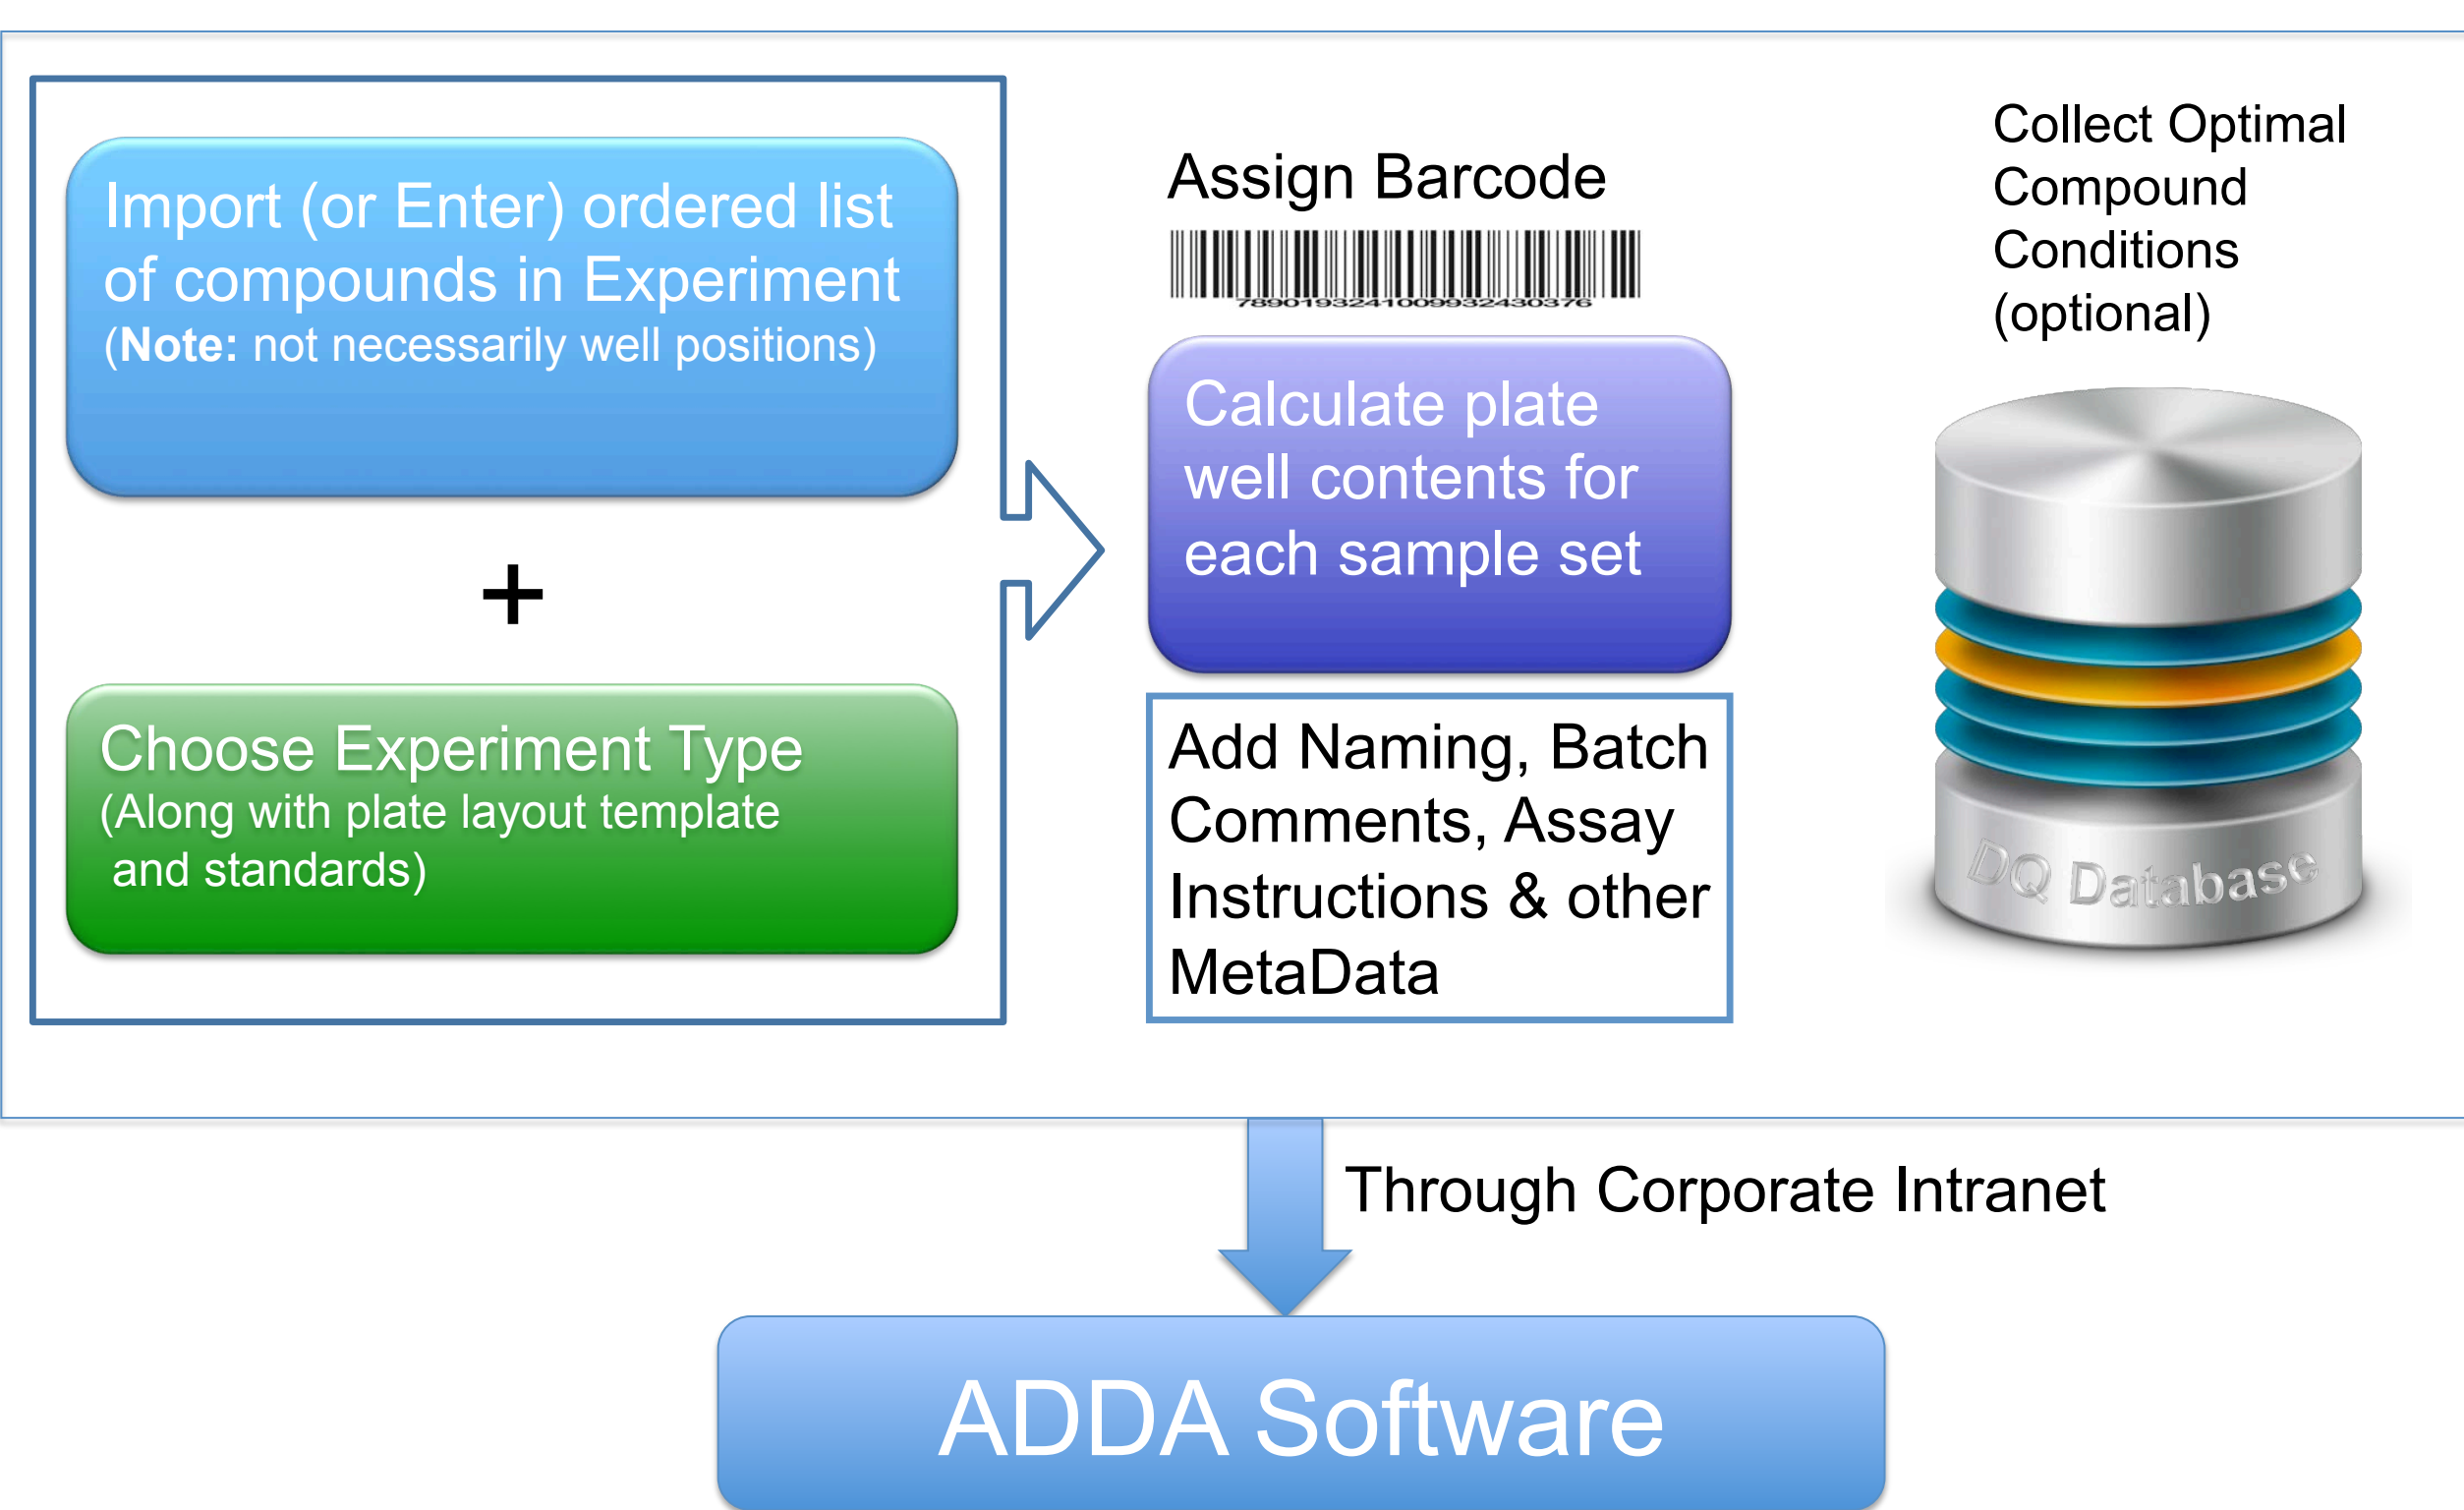 Import (or Enter) ordered list
of compounds in Experiment
(Note: not necessarily well positions)
+
Choose Experiment Type
(Along with plate layout template
and standards)
Assign Barcode
78901932410099932430376
Calculate plate
well contents for
each sample set
Add Naming, Batch
Comments, Assay
Instructions & other
MetaData
Collect Optimal
Compound
Conditions
(optional)
DQ Database
Through Corporate Intranet
ADDA Software